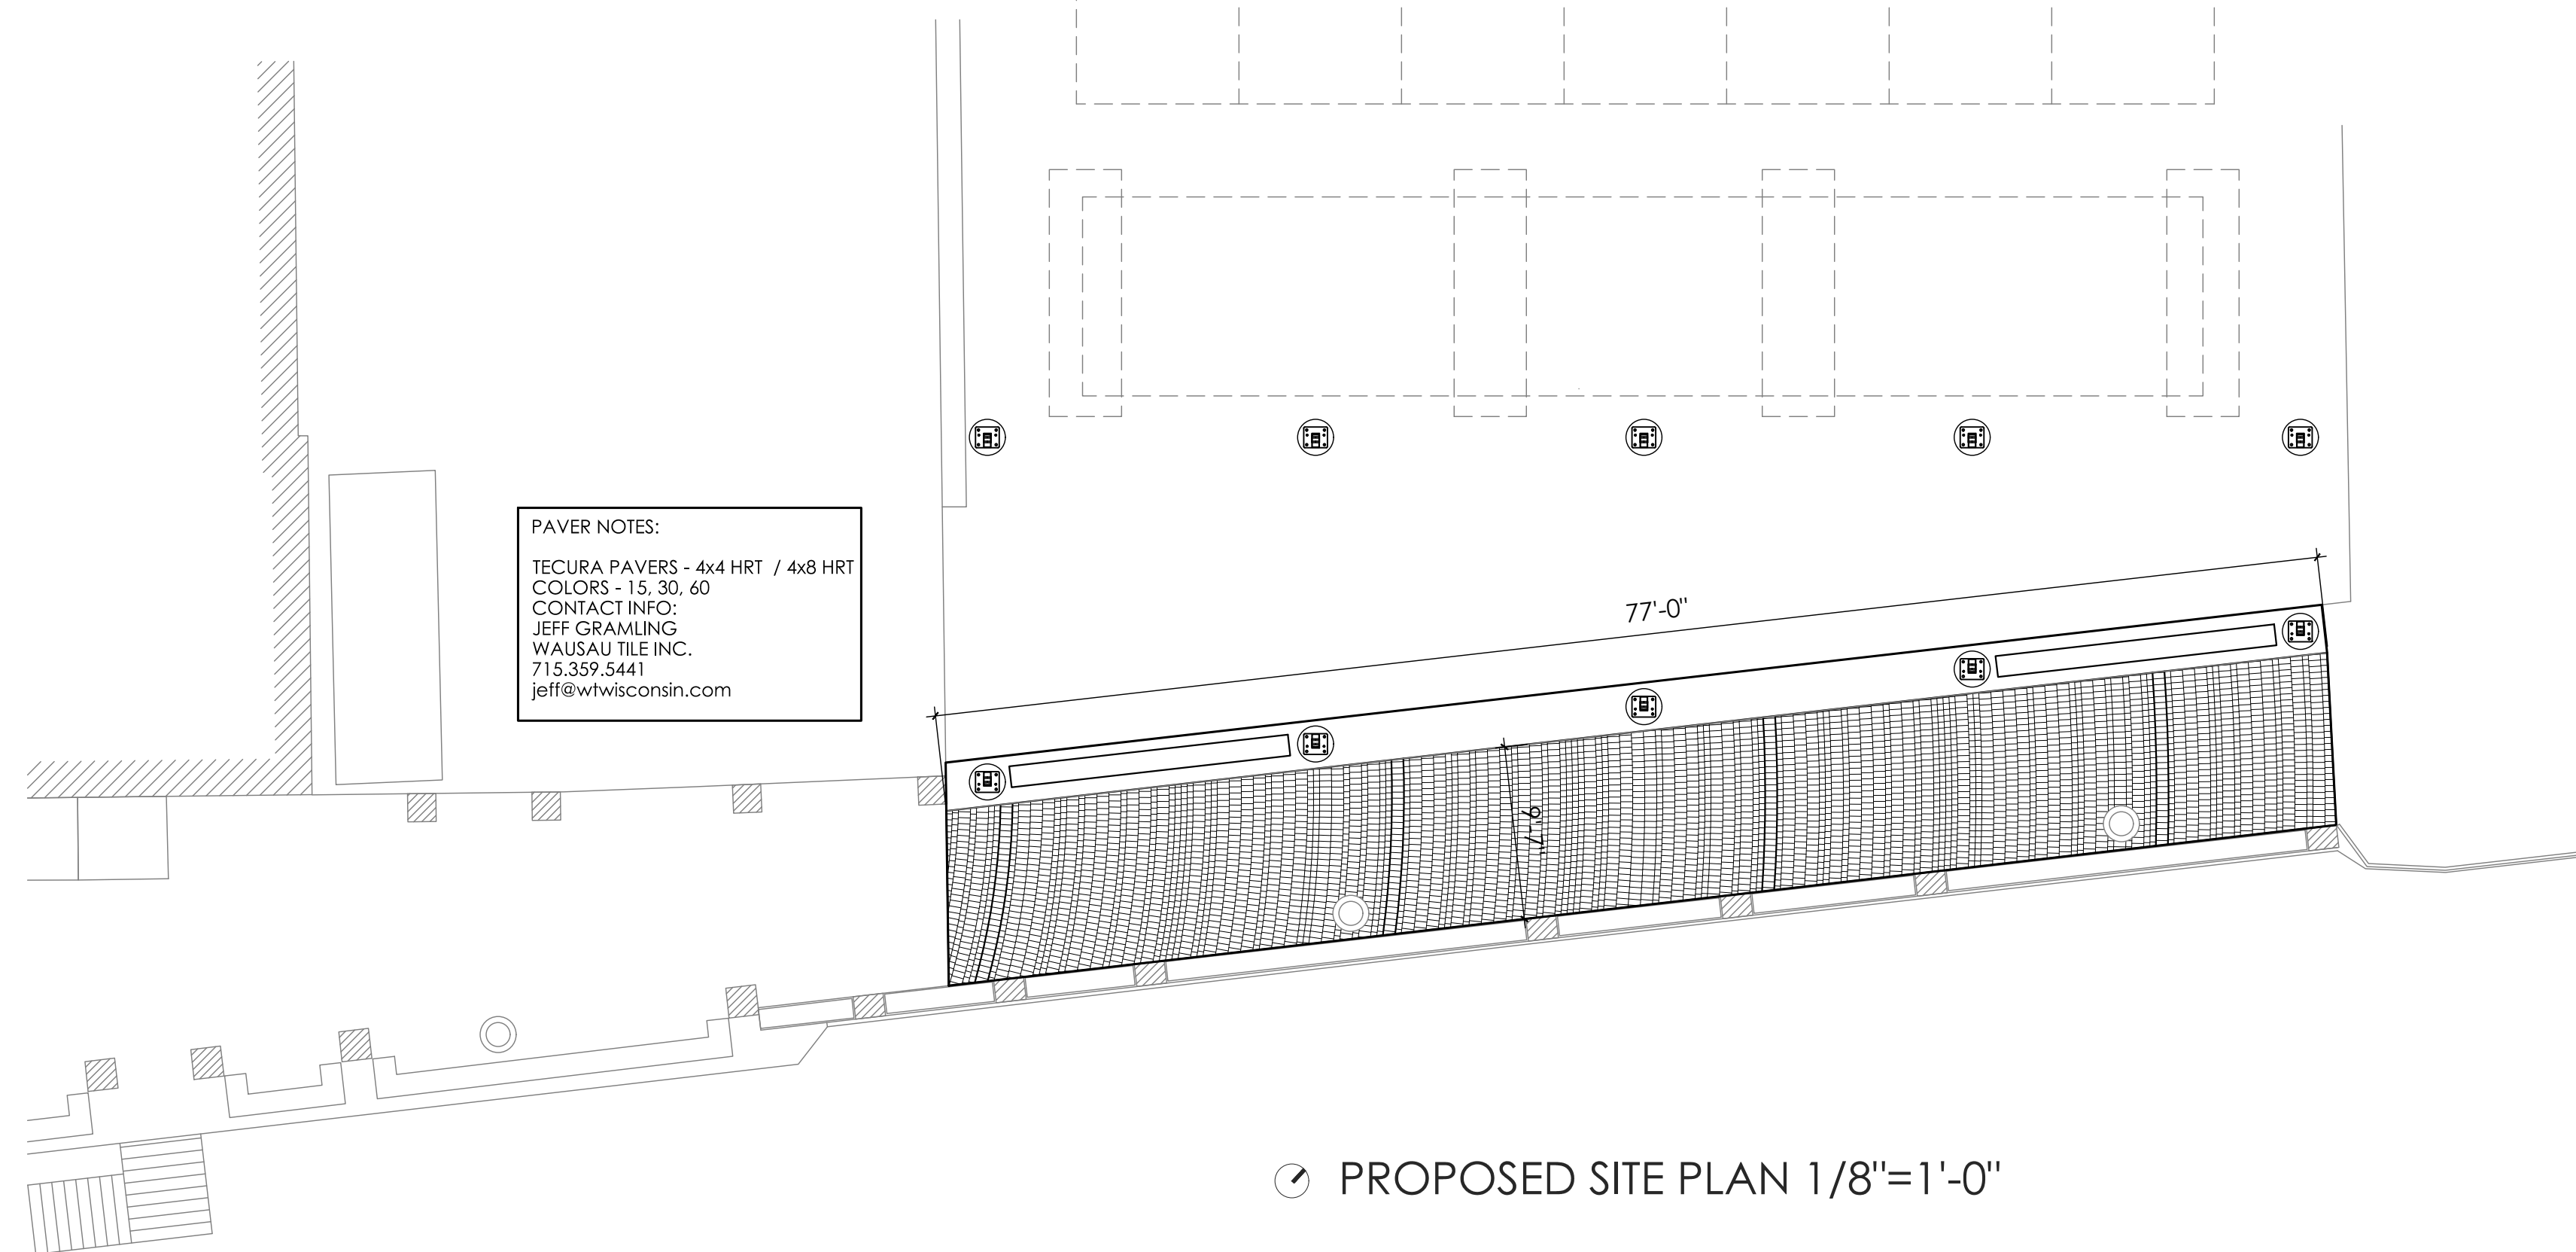 PAVER NOTES:
TECURA PAVERS - 4x4 HRT / 4x8 HRT
COLORS - 15, 30, 60
CONTACT INFO:
JEFF GRAMLING
WAUSAU TILE INC.
715.359.5441
jeff@wtwisconsin.com
77'-0"
9'-7"
PROPOSED SITE PLAN 1/8"=1'-0"